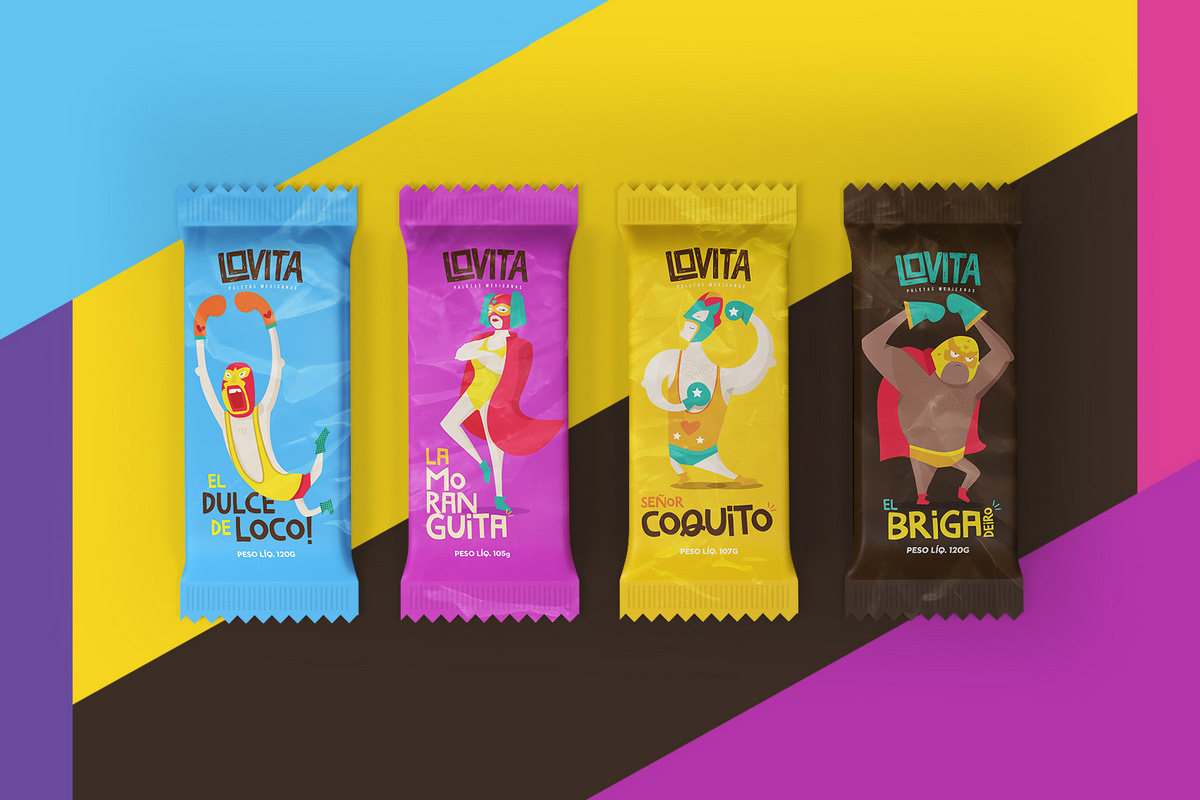 LOVITA
PALETAS MEXICANAS
EL
DULCE
DE LOCO!
PESO LÍQ. 120G
LOVITA
PALETAS MEXICANAS
LA
MO
RAN
GUITA
PESO LÍQ. 105g
LOVITA
PALETAS MEXICANAS
SEÑOR
COQUITO
PESO LÍQ. 107G
LOVITA
PALETAS MEXICANAS
EL
BRIGA
DEIRO
PESO LÍQ. 120G